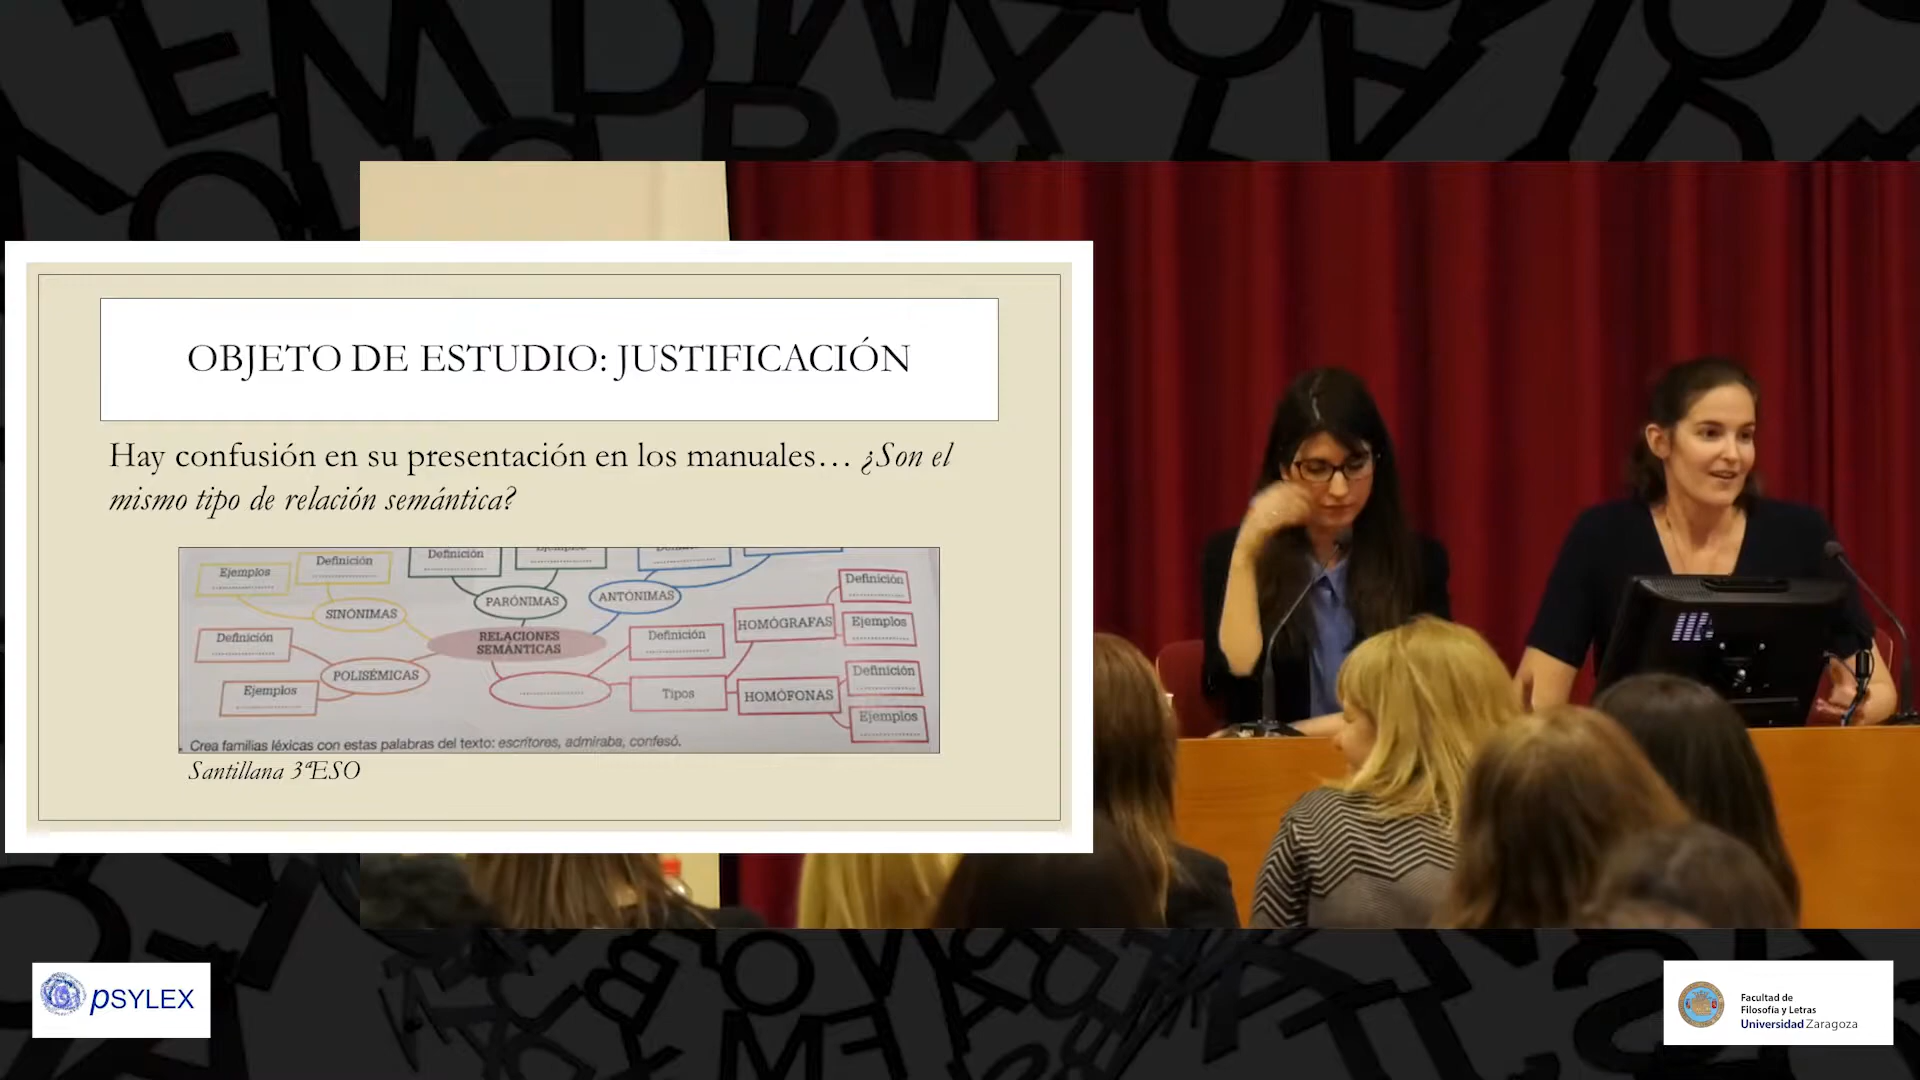 OBJETO DE ESTUDIO: JUSTIFICACIÓN
Hay confusión en su presentación en los manuales… ¿Son el
mismo tipo de relación semántica?
Ejemplos
Definición
Definición
SINÓNIMAS
PARÓNIMAS
ANTÓNIMAS
Definición
Ejemplos
HOMÓGRAFAS
Definición
RELACIONES
SEMÁNTICAS
Definición
POLISÉMICAS
Ejemplos
Tipos
HOMÓFONAS
Definición
Ejemplos
Crea familias léxicas con estas palabras del texto: escritores, admiraba, confesó.
Santillana 3ºESO
PSYLEX
Facultad de
Filosofía y Letras
Universidad Zaragoza